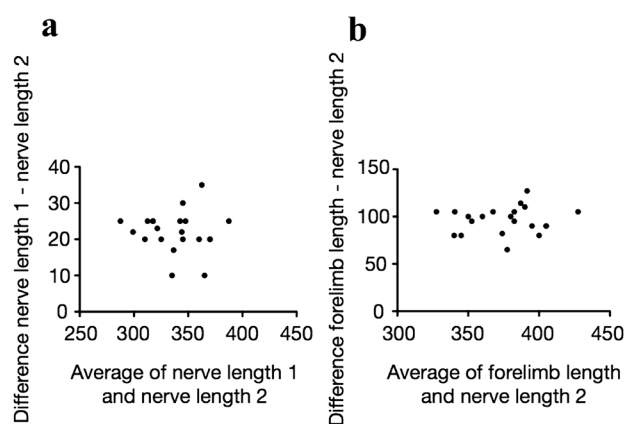 a
Difference nerve length 1 - nerve length 2
40
30
20
10
0
250
300
350
400
450
Average of nerve length 1
and nerve length 2
b
Difference forelimb length - nerve length 2
150
100
50
0
300
350
400
450
Average of forelimb length
and nerve length 2